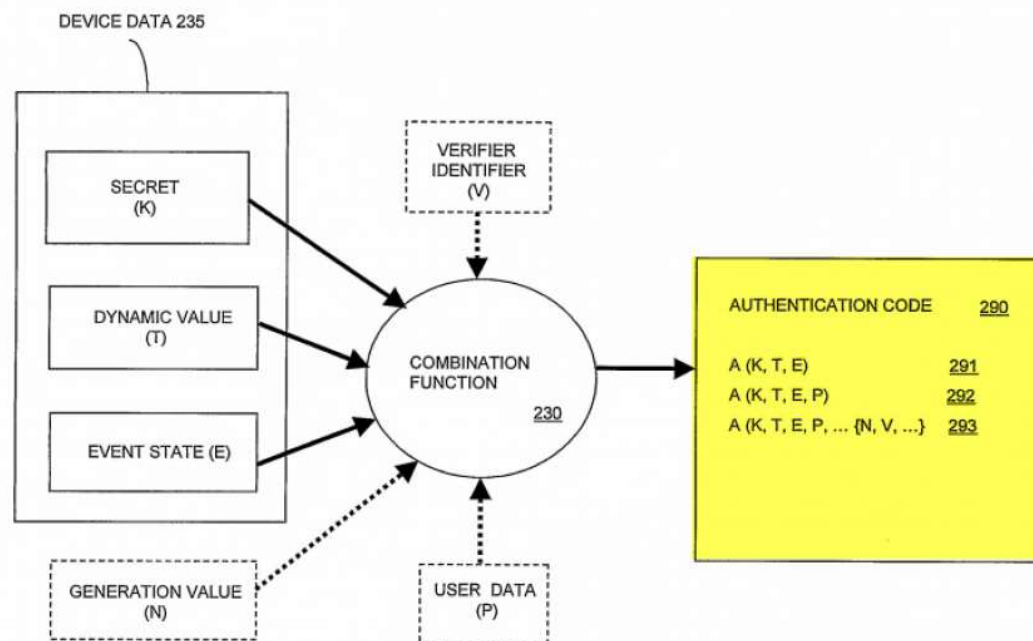 DEVICE DATA 235
SECRET
(K)
DYNAMIC VALUE
(T)
EVENT STATE (E)
VERIFIER
IDENTIFIER
(V)
COMBINATION
FUNCTION
230
GENERATION VALUE
(N)
USER DATA
(P)
AUTHENTICATION CODE 290
A (K, T, E) 291
A (K, T, E, P) 292
A (K, T, E, P, ... {N, V, ...} 293